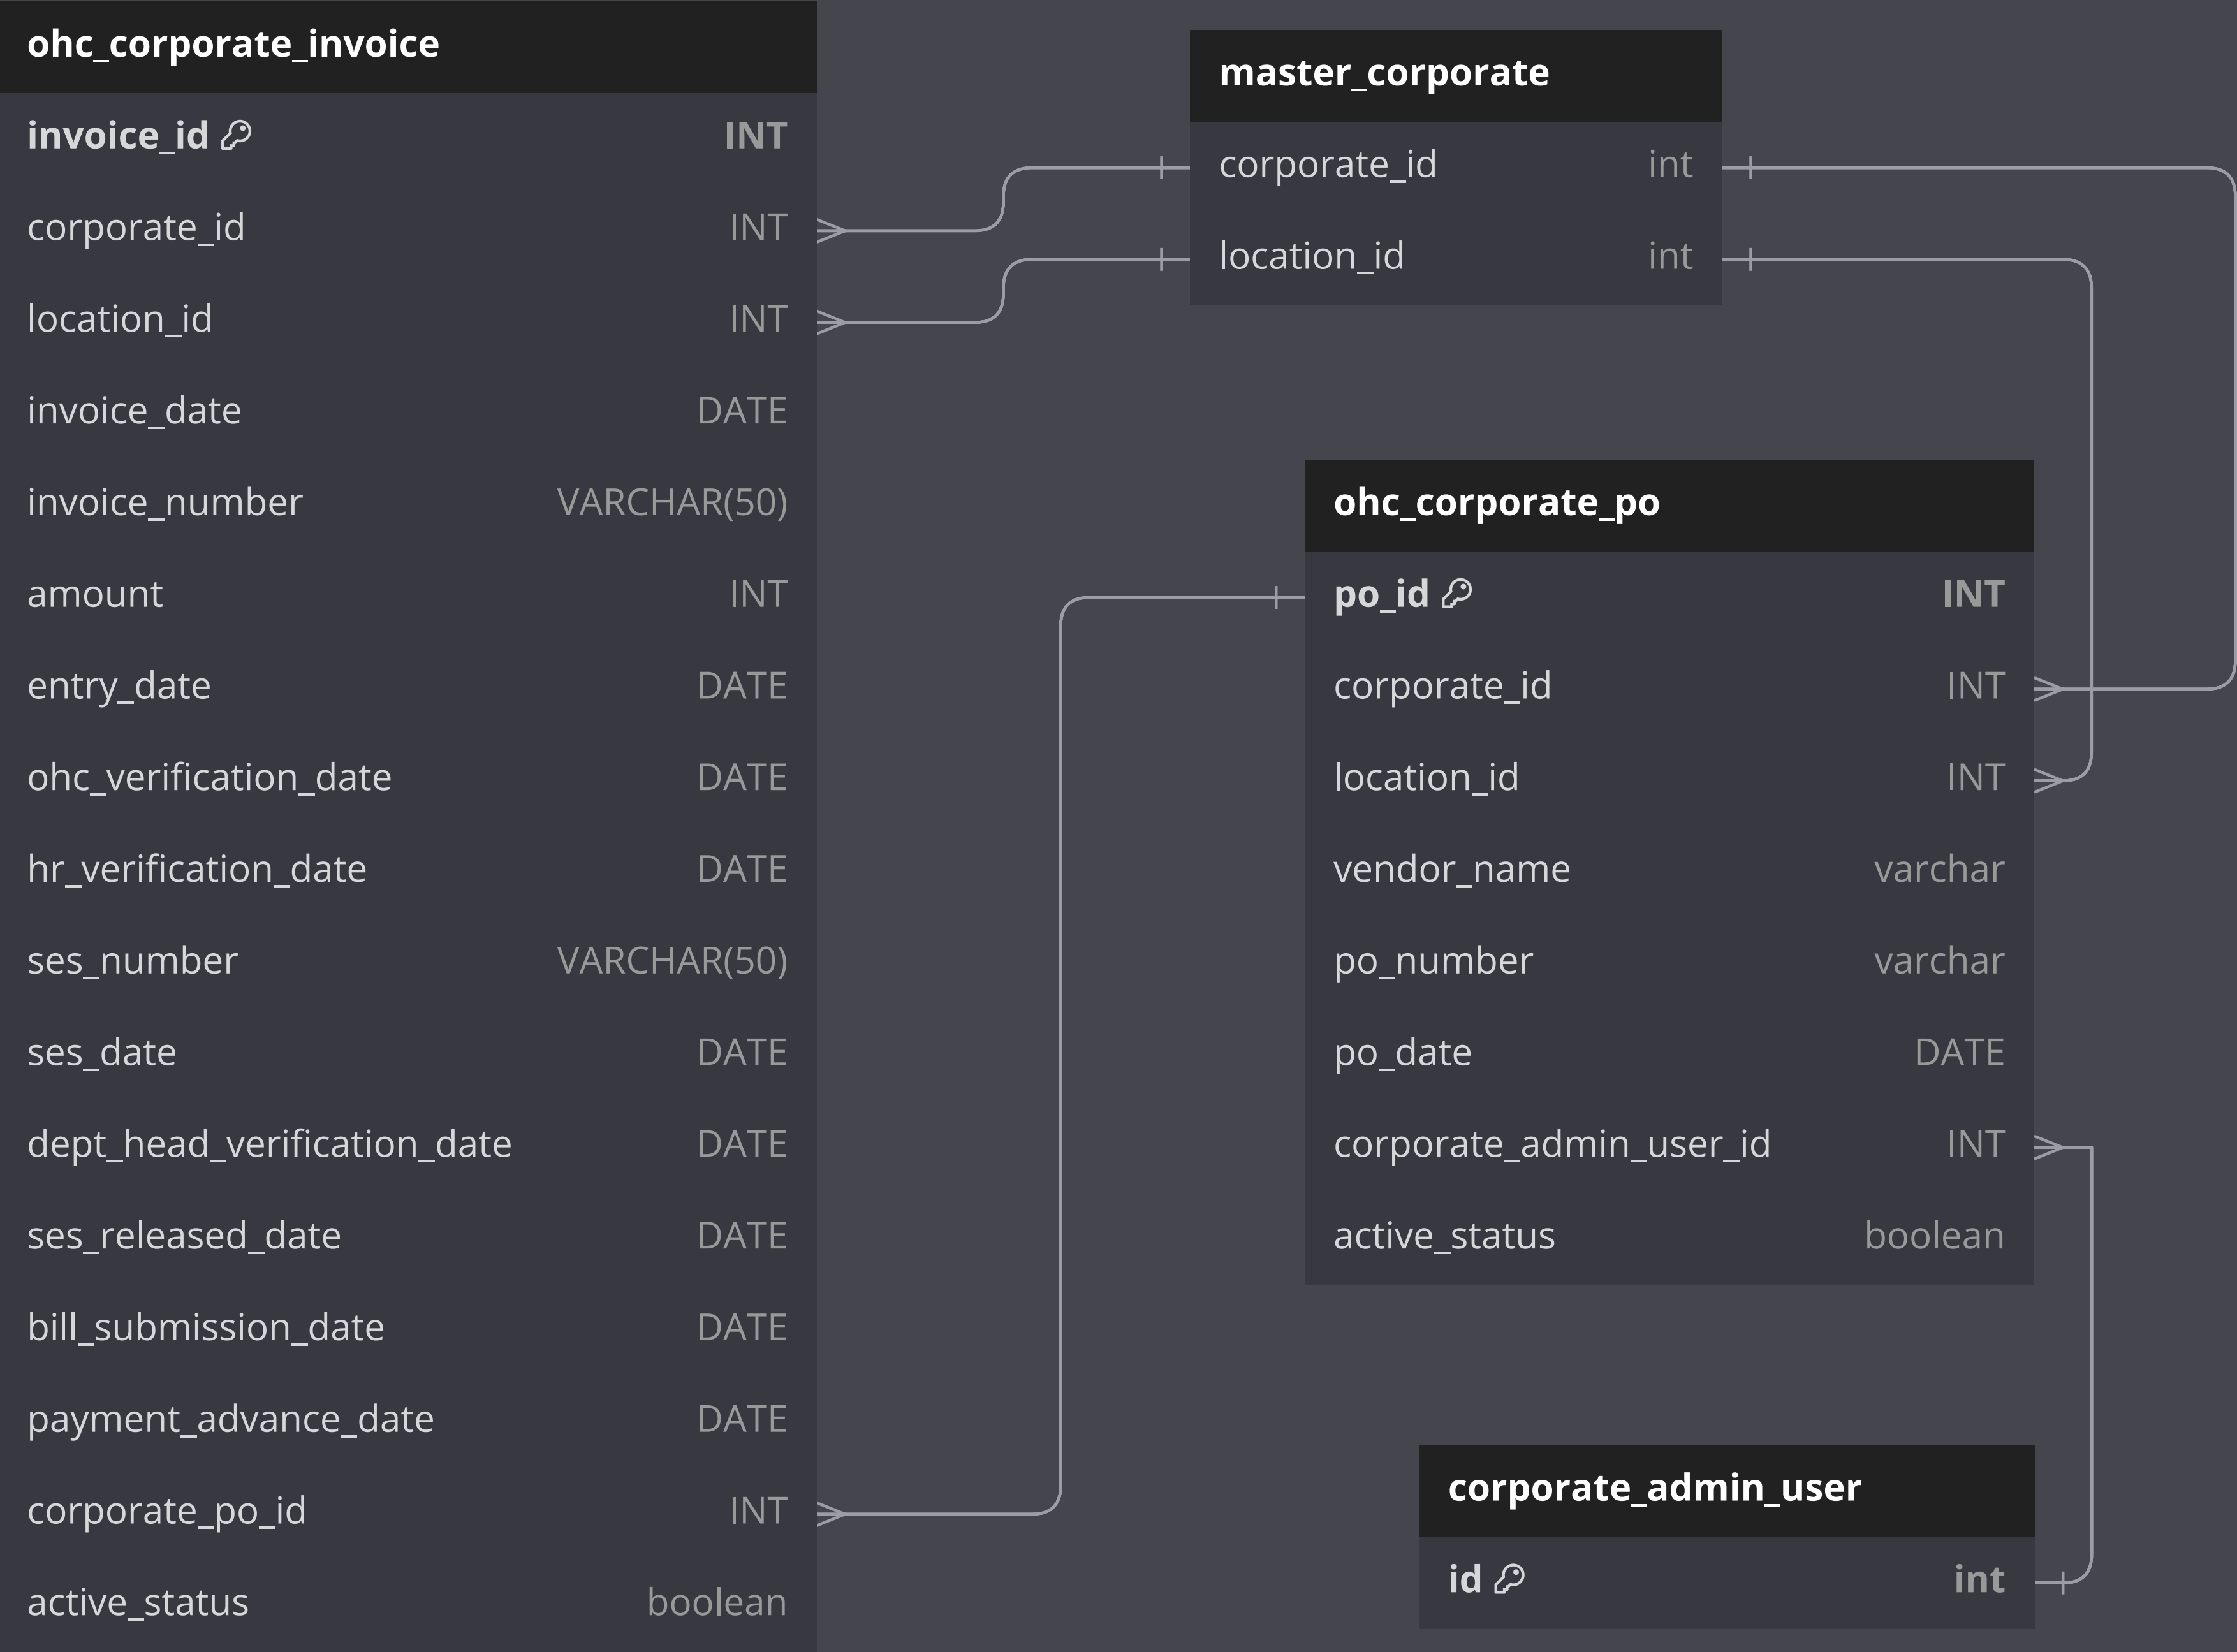 ohc_corporate_invoice
invoice_id INT
corporate_id INT
location_id INT
invoice_date DATE
invoice_number VARCHAR(50)
amount INT
entry_date DATE
ohc_verification_date DATE
hr_verification_date DATE
ses_number VARCHAR(50)
ses_date DATE
dept_head_verification_date DATE
ses_released_date DATE
bill_submission_date DATE
payment_advance_date DATE
corporate_po_id INT
active_status boolean
master_corporate
corporate_id int
location_id int
ohc_corporate_po
po_id INT
corporate_id INT
location_id INT
vendor_name varchar
po_number varchar
po_date DATE
corporate_admin_user_id INT
active_status boolean
corporate_admin_user
id int